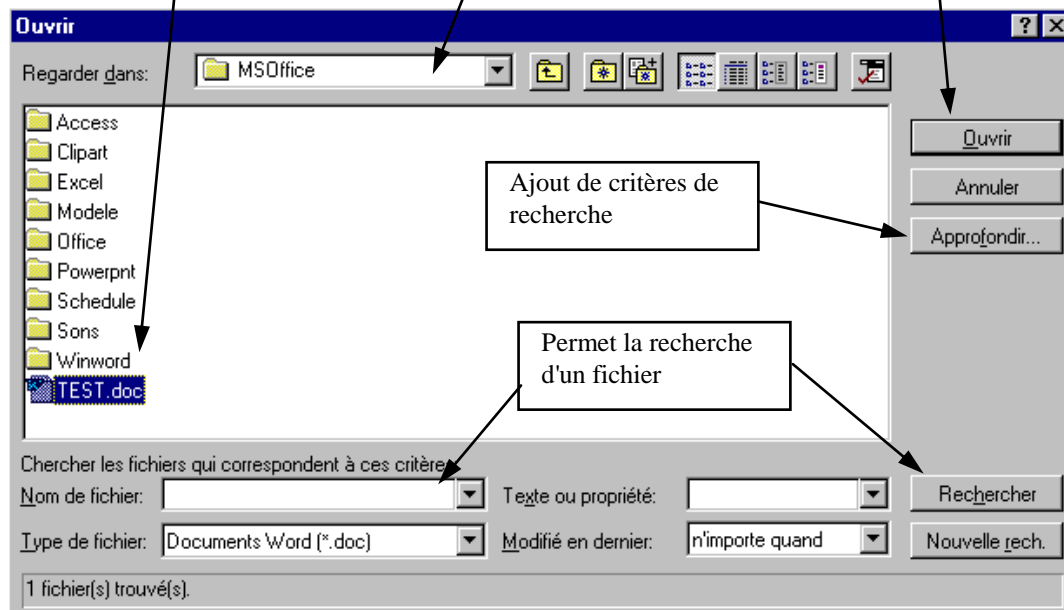 Ouvrir
Regarder dans: MSOffice
Access
Clipart
Excel
Modele
Office
Powerpnt
Schedule
Sons
Winword
TEST.doc
Ouvrir
Annuler
Approfondir...
Ajout de critères de
recherche
Permet la recherche
d'un fichier
Chercher les fichiers qui correspondent à ces critère
Nom de fichier: Texte ou propriété: Rechercher
Type de fichier: Documents Word (*.doc) Modifié en dernier: n'importe quand Nouvelle rech.
1 fichier(s) trouvé(s).